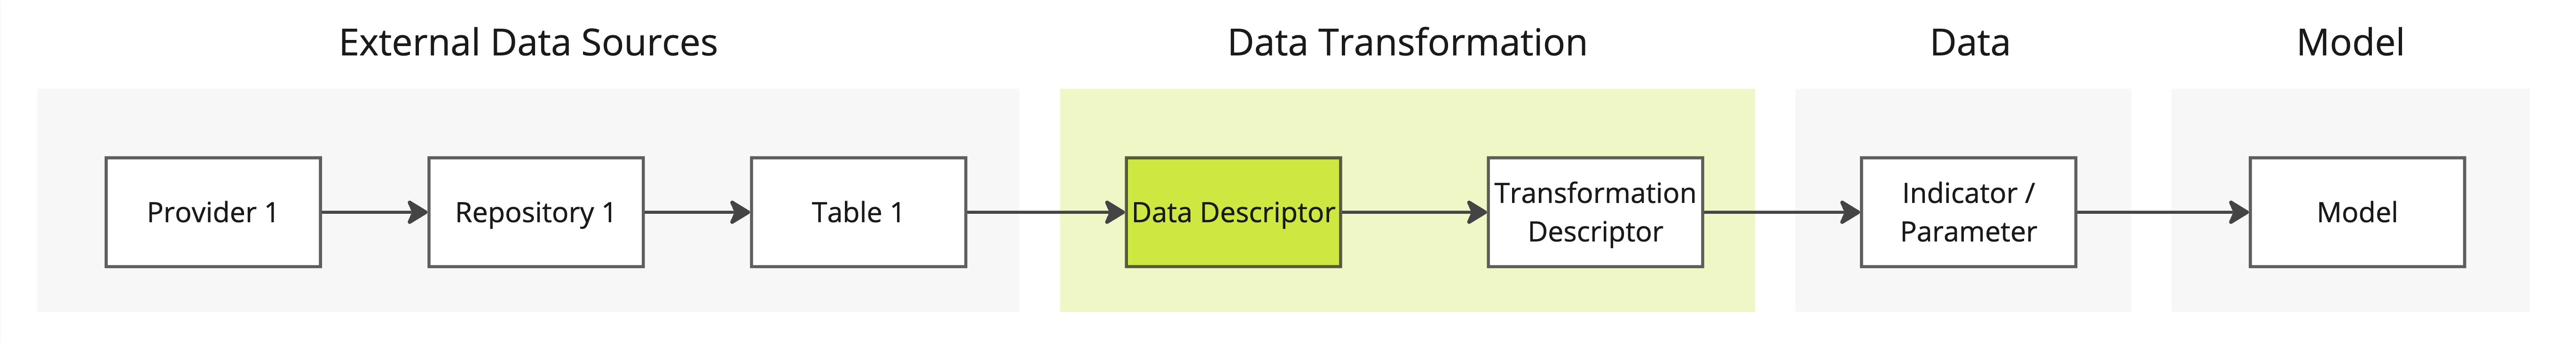 External Data Sources
Data Transformation
Data
Model
Provider 1
Repository 1
Table 1
Data Descriptor
Transformation
Descriptor
Indicator /
Parameter
Model